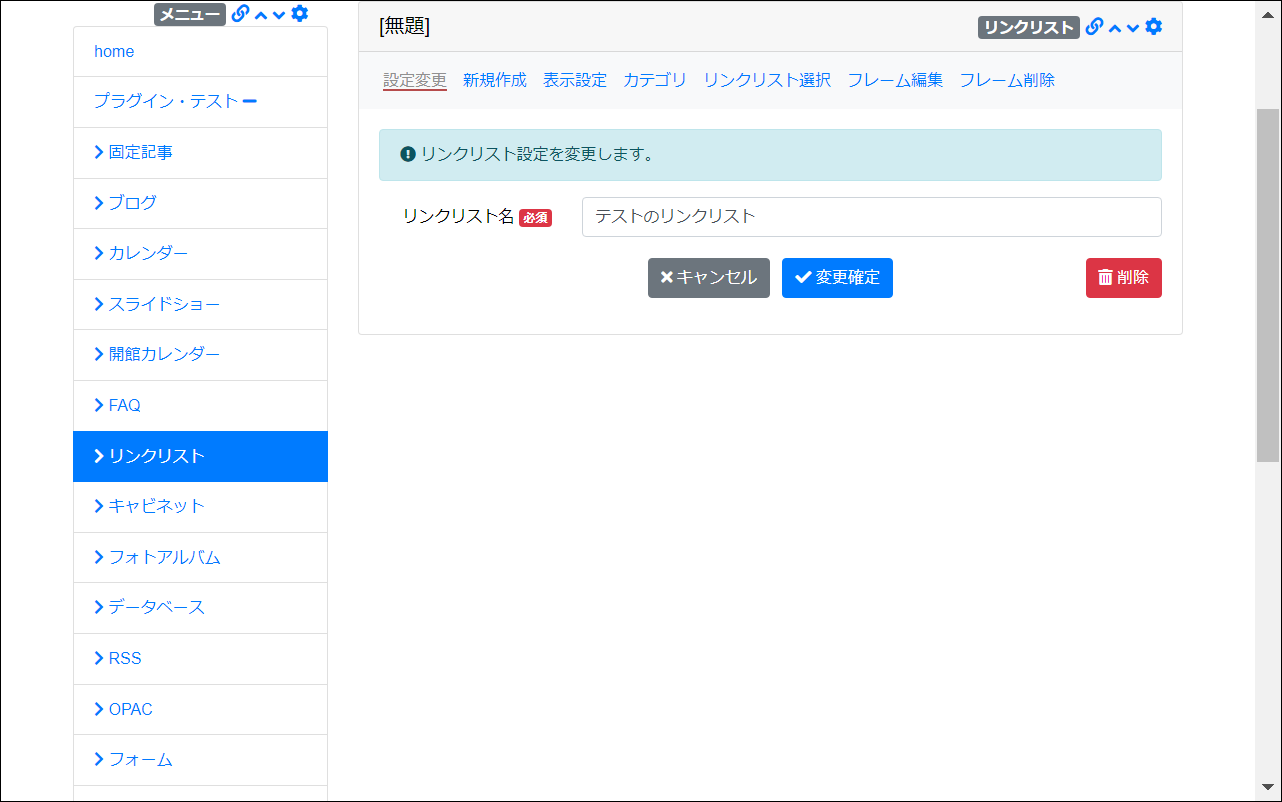 メニュー
home
プラグイン・テスト
固定記事
ブログ
カレンダー
スライドショー
開館カレンダー
FAQ
リンクリスト
キャビネット
フォトアルバム
データベース
RSS
OPAC
フォーム
[無題]
リンクリスト
設定変更 新規作成 表示設定 カテゴリ リンクリスト選択 フレーム編集 フレーム削除
リンクリスト設定を変更します。
リンクリスト名 必須 テストのリンクリスト
キャンセル 変更確定 削除